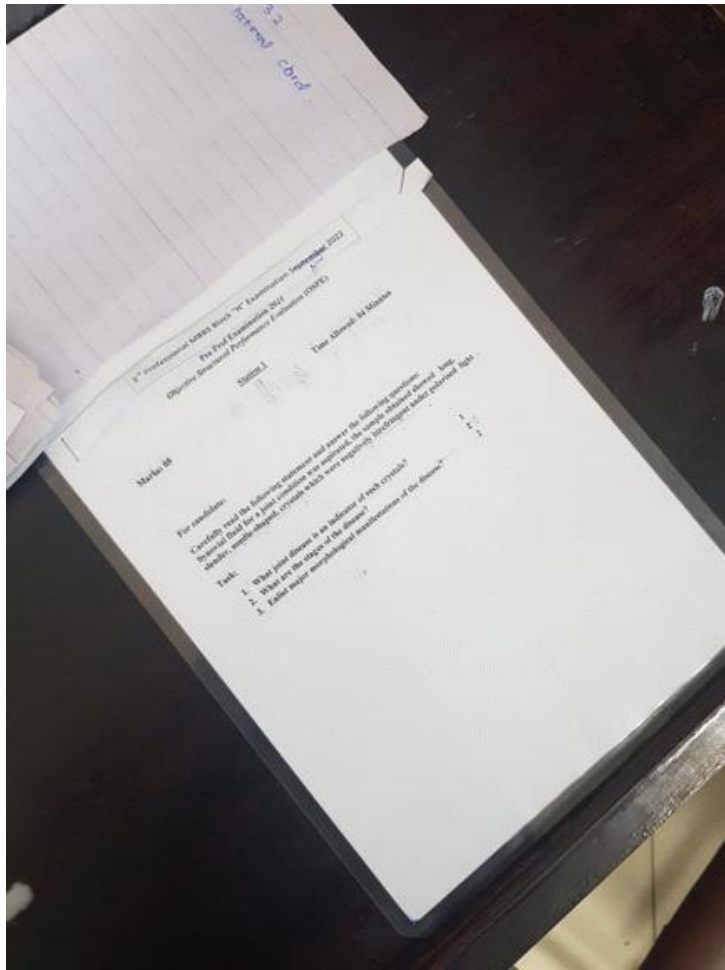 3.2
cord
3rd Professional MBBS Block "H" Examination September 2022
Pre Prof Examination 2021
Objective Structured Performance Evaluation (OSPE)
Station 1
Marks: 05 Time Allowed: 04 Minutes
For candidate:
Carefully read the following statement and answer the following questions:
Synovial fluid for a joint condition was aspirated, the sample obtained showed long,
slender, needle-shaped, crystals which were negatively birefringent under polarized light
Task:
1. What joint disease is an indicator of such crystals? 1
2. What are the stages of the disease? 2
3. Enlist major morphological manifestations of the disease? 2